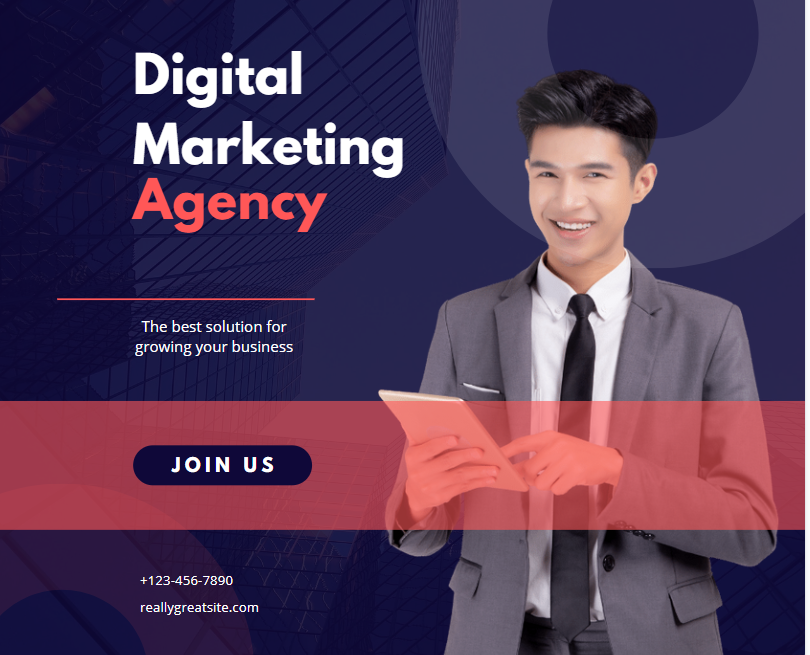 Digital
Marketing
Agency
The best solution for
growing your business
JOIN US
+123-456-7890
reallygreatsite.com